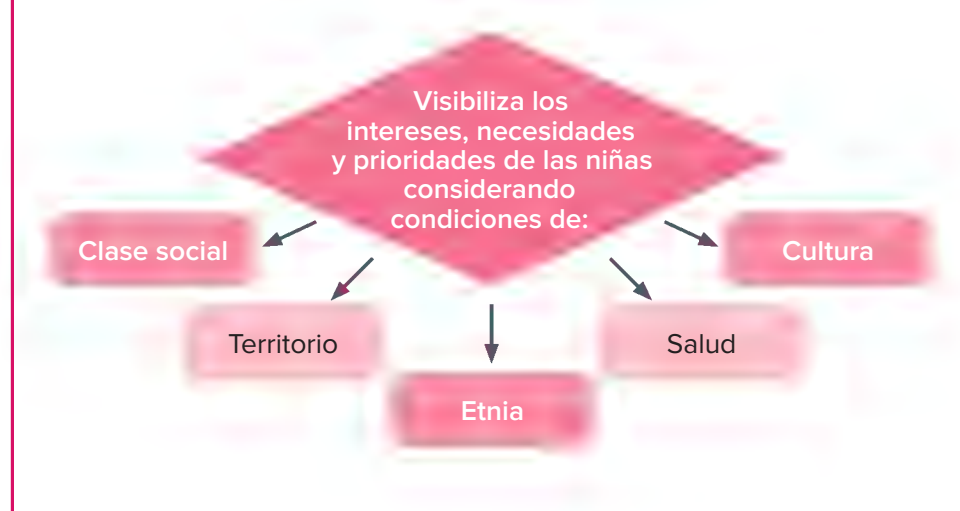 Visibiliza los
intereses, necesidades
y prioridades de las niñas
considerando
condiciones de:
Clase social
Cultura
Territorio
Salud
Etnia